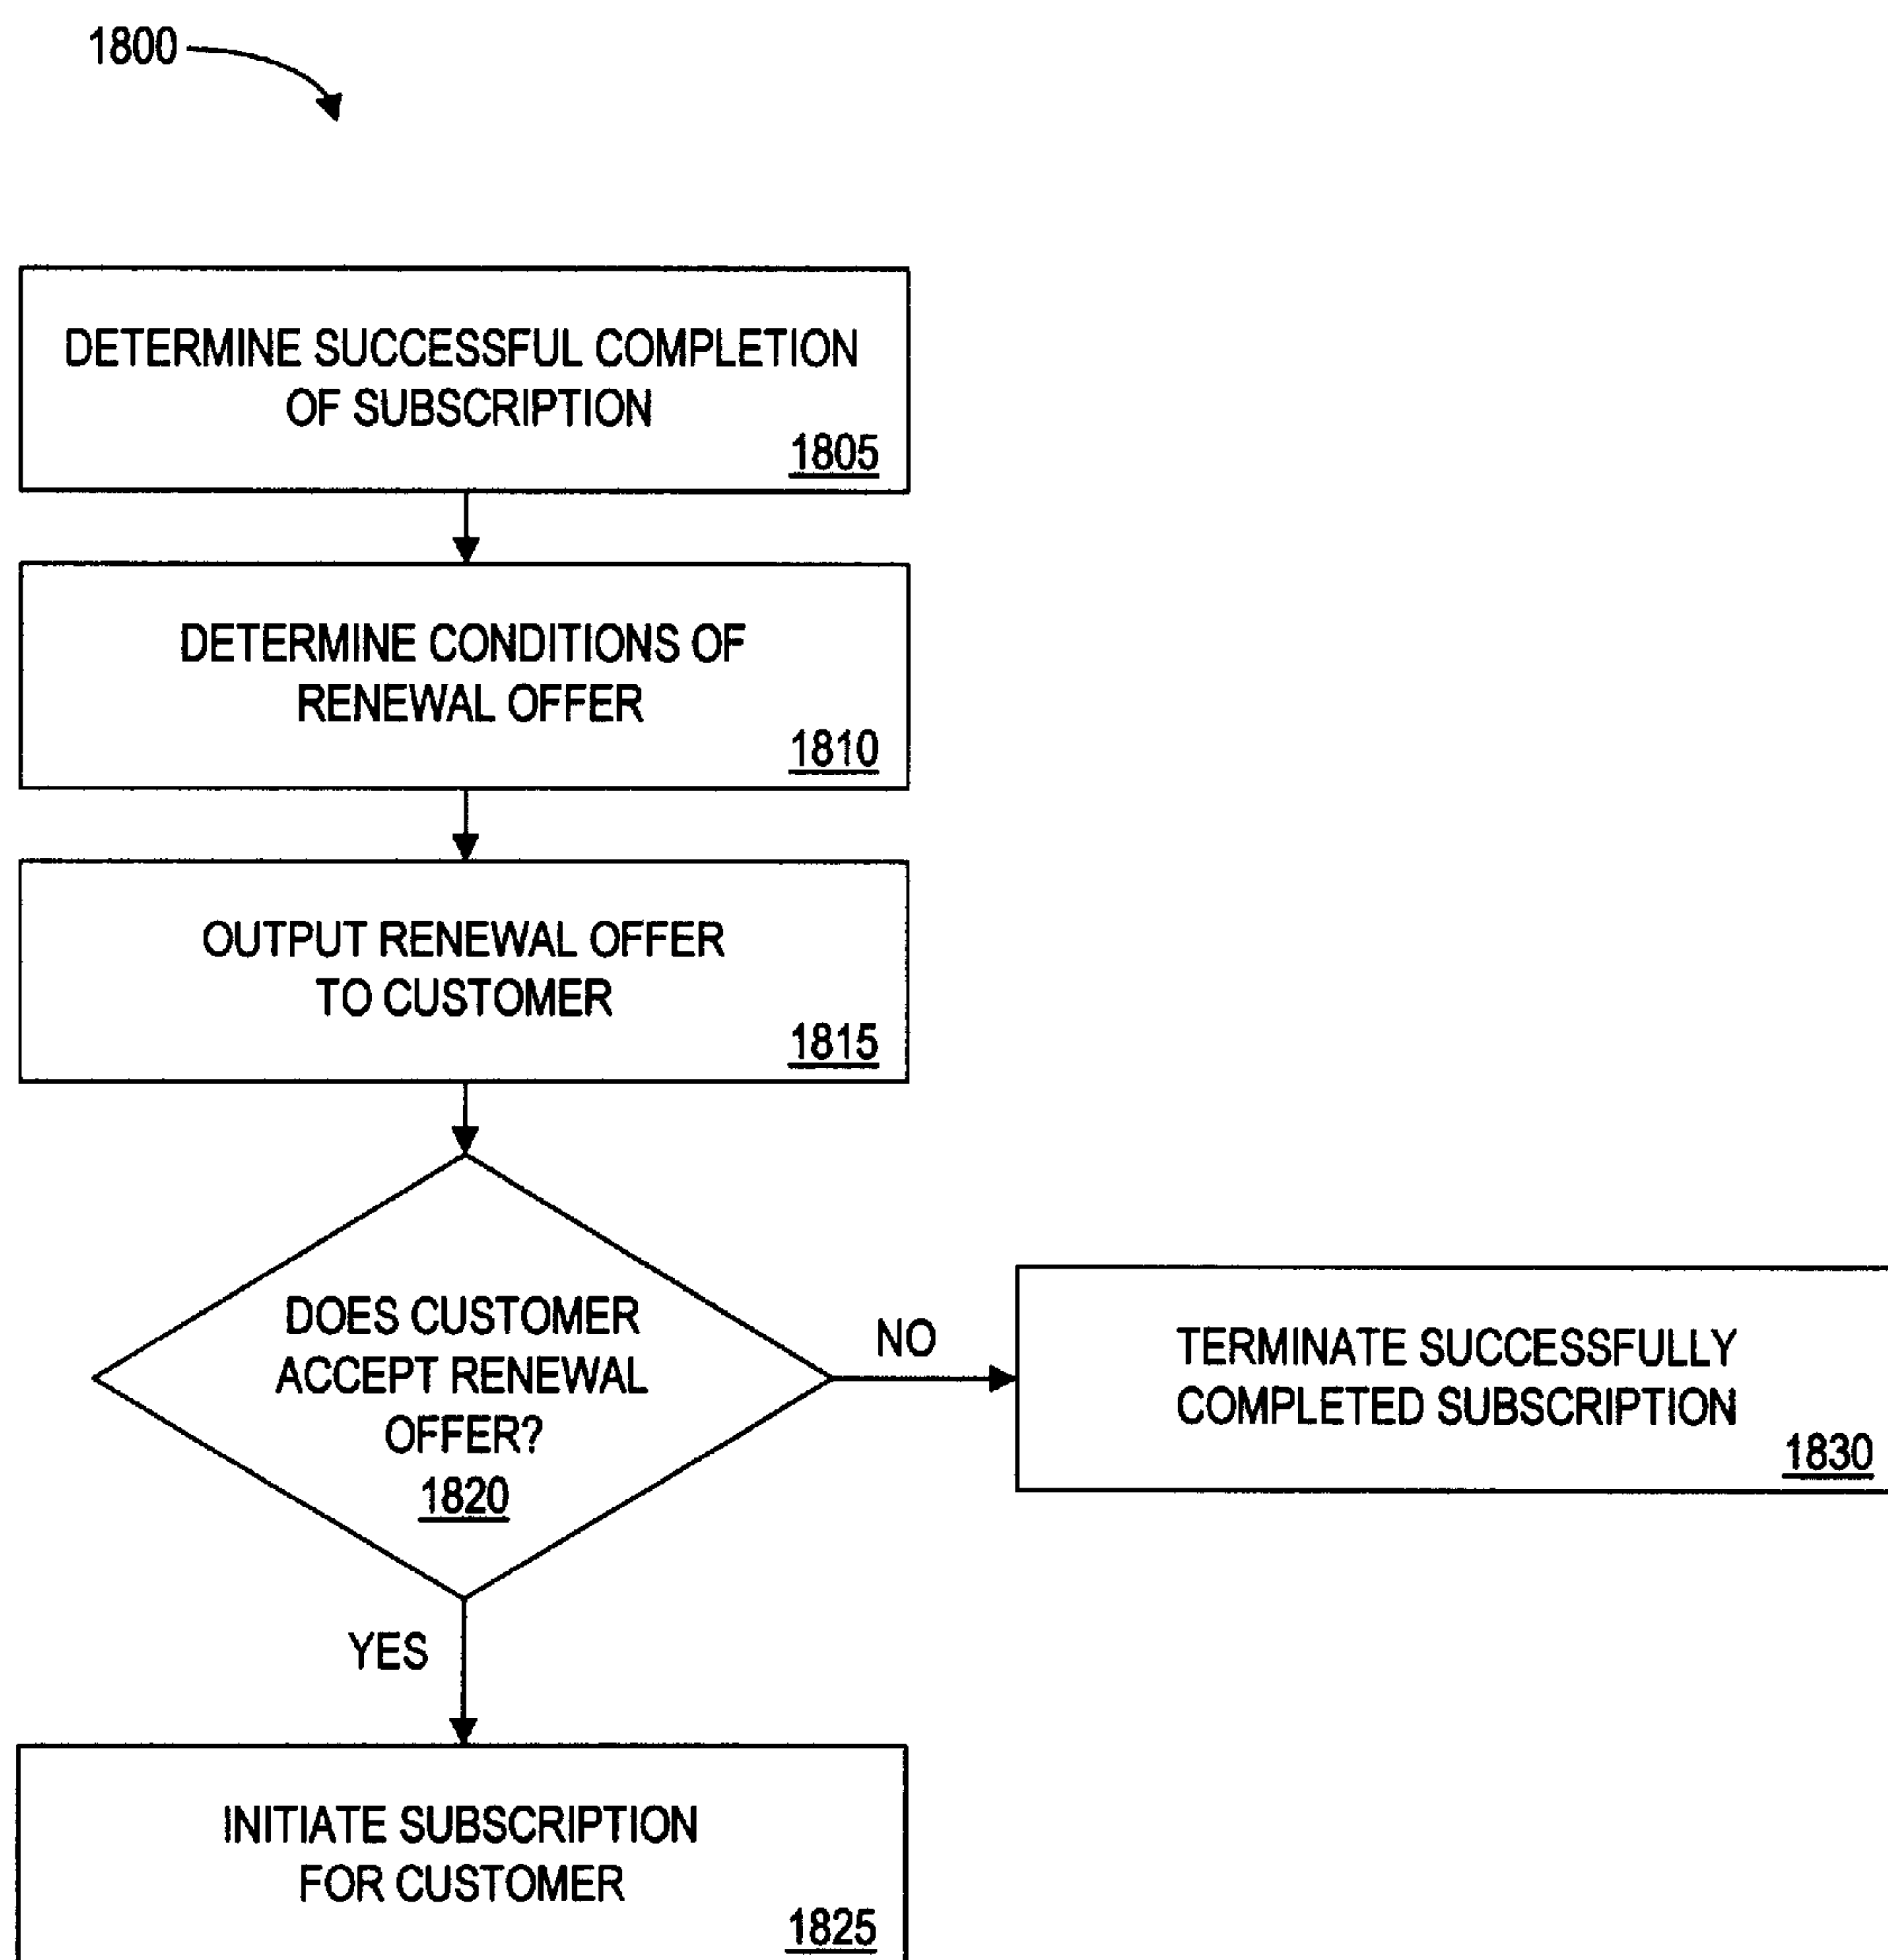 1800
DETERMINE SUCCESSFUL COMPLETION
OF SUBSCRIPTION
1805
DETERMINE CONDITIONS OF
RENEWAL OFFER
1810
OUTPUT RENEWAL OFFER
TO CUSTOMER
1815
DOES CUSTOMER
ACCEPT RENEWAL
OFFER?
1820
NO
TERMINATE SUCCESSFULLY
COMPLETED SUBSCRIPTION
1830
YES
INITIATE SUBSCRIPTION
FOR CUSTOMER
1825